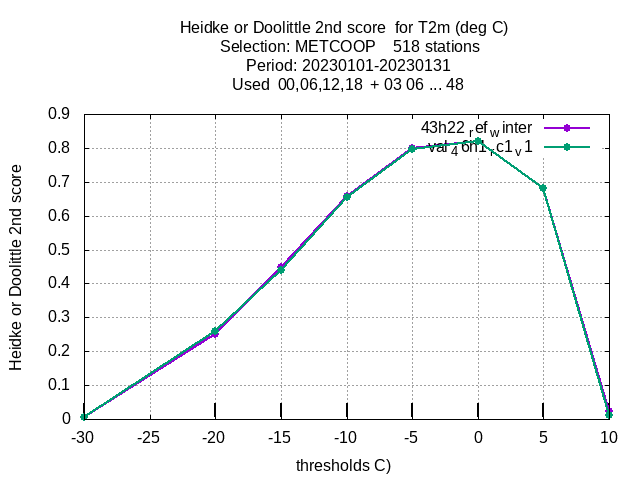 Heidke or Doolittle 2nd score  for T2m (deg C)
Selection: METCOOP    518 stations
Period: 20230101-20230131
Used  00,06,12,18  + 03 06 ... 48
0.9
0.8
0.7
0.6
0.5
0.4
0.3
0.2
0.1
0
Heidke or Doolittle 2nd score
43h22refwinter
val46h1rc1v1
-30 -25 -20 -15 -10 -5 0 5 10
thresholds C)